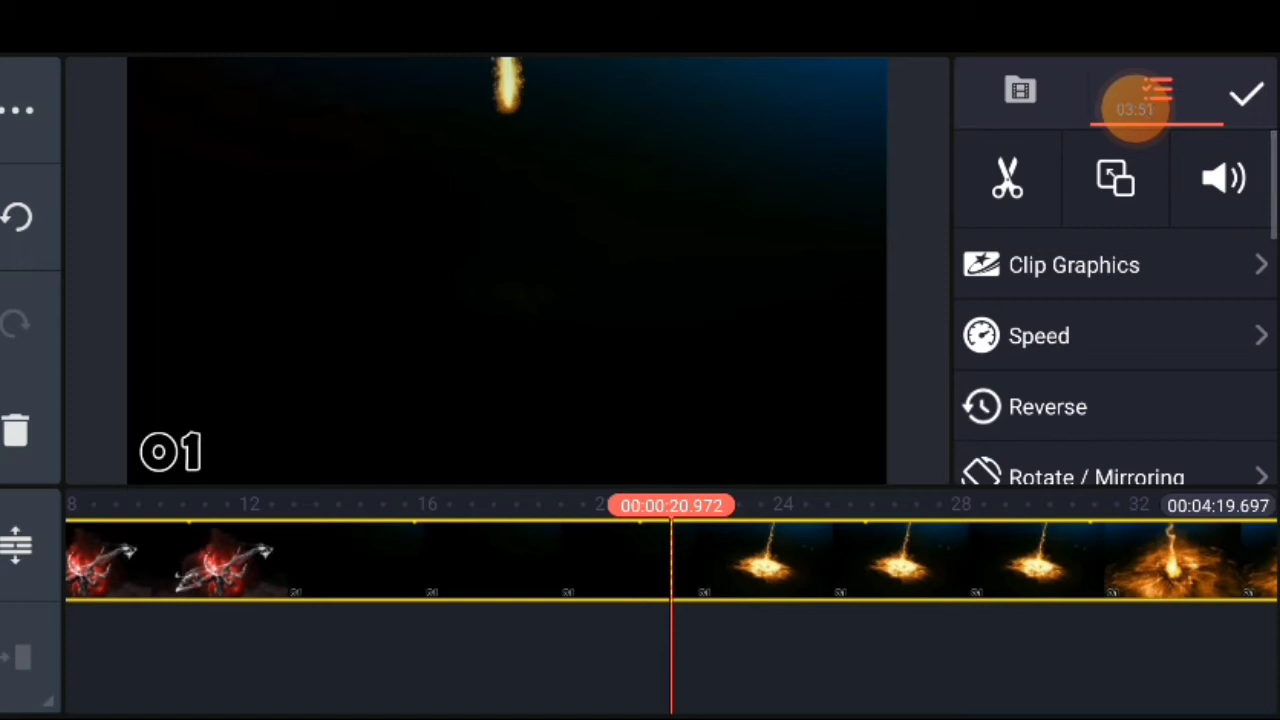 03:51
Clip Graphics
Speed
Reverse
Rotate / Mirroring
01
8 12 16 2 00:00:20.972 24 28 32 00:04:19.697